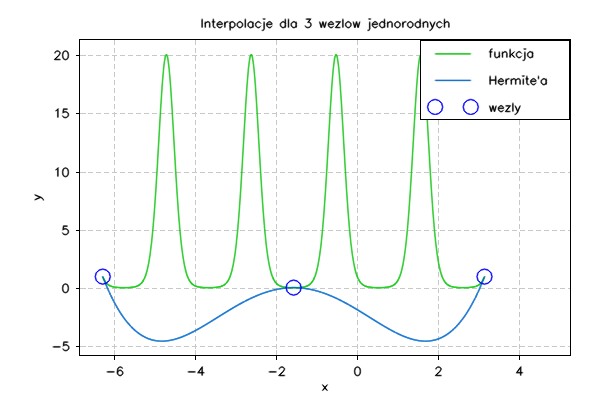 Interpolacje dla 3 wezlow jednorodnych
funkcja
Hermite'a
wezly
20
15
10
5
0
−5
y
−6
−4
−2
0
2
4
x